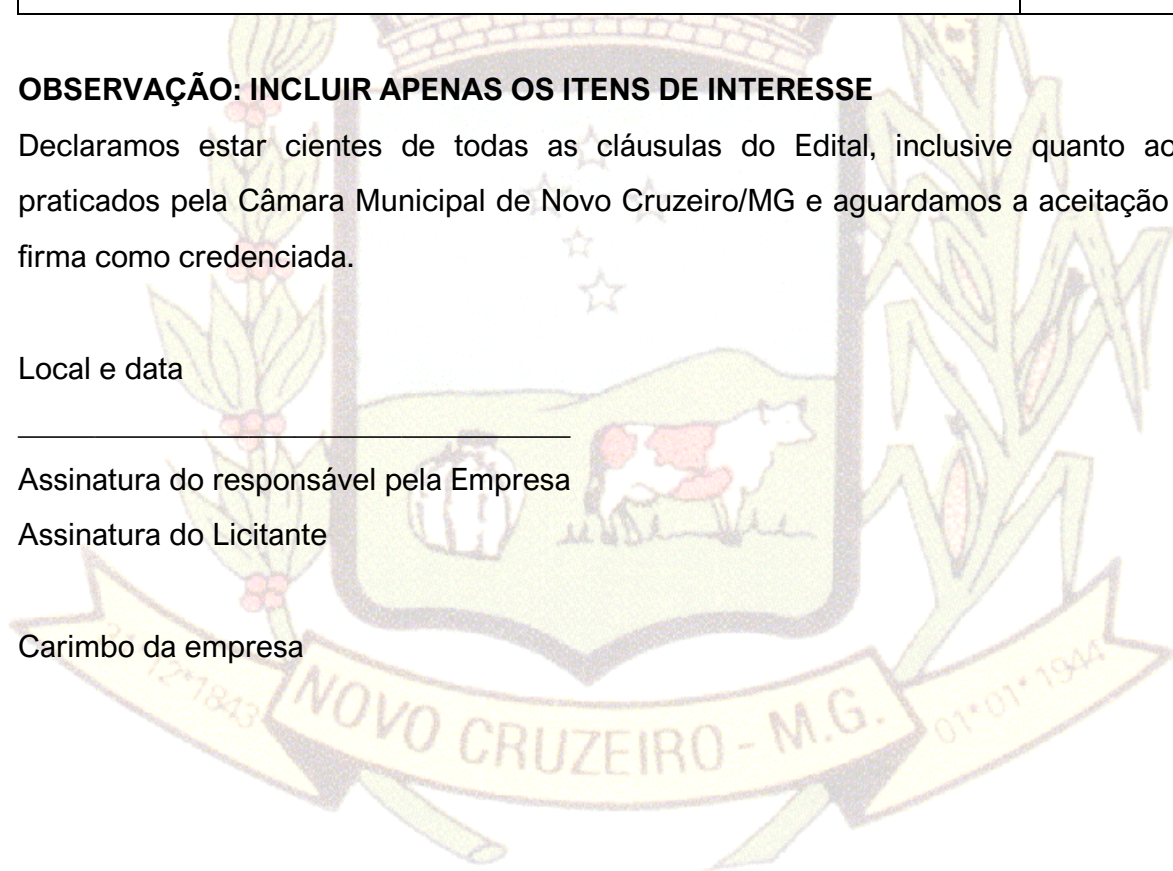 OBSERVAÇÃO: INCLUIR APENAS OS ITENS DE INTERESSE
Declaramos estar cientes de todas as cláusulas do Edital, inclusive quanto ao
praticados pela Câmara Municipal de Novo Cruzeiro/MG e aguardamos a aceitação
firma como credenciada.
Local e data
Assinatura do responsável pela Empresa
Assinatura do Licitante
Carimbo da empresa
12*1843
NOVO CRUZEIRO - M.G.
01*01*1944